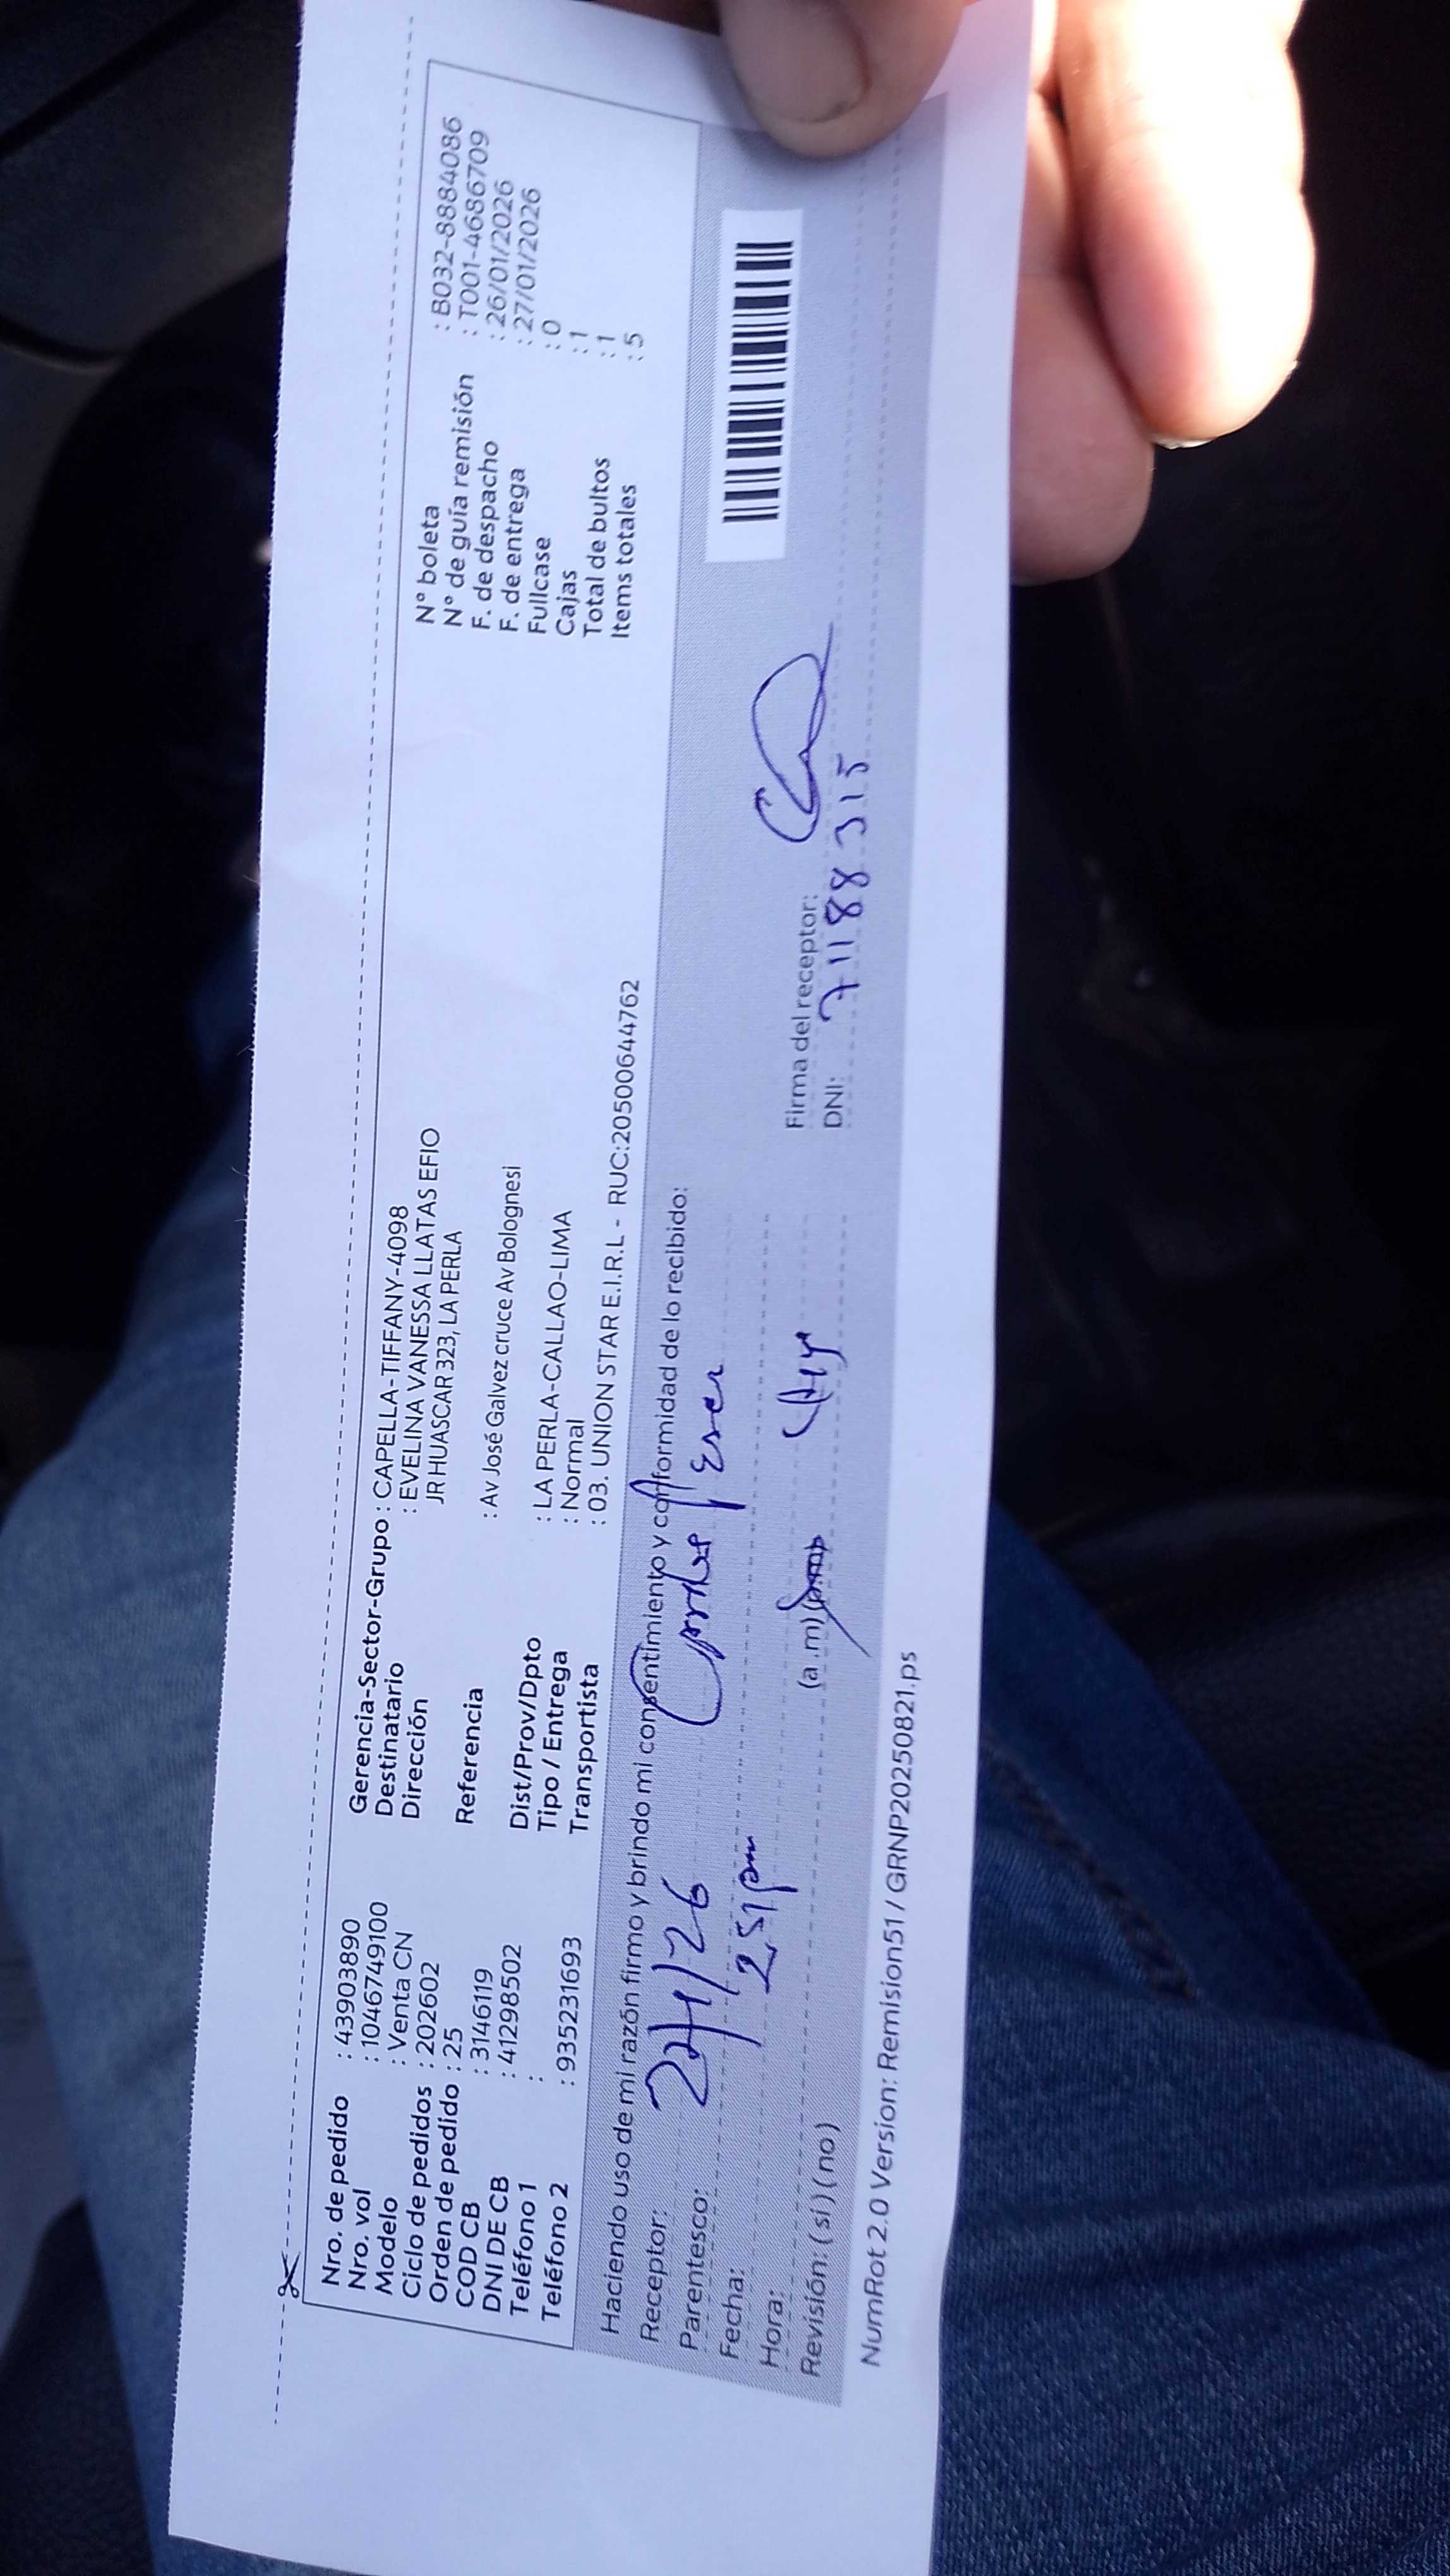 Nro. de pedido : 43903890
Nro. vol : 1046749100
Modelo : Venta CN
Ciclo de pedidos : 202602
Orden de pedido : 25
COD CB : 3146119
DNI DE CB : 41298502
Teléfono 1 :
Teléfono 2 : 935231693
Gerencia-Sector-Grupo : CAPELLA-TIFFANY-4098
Destinatario : EVELINA VANESSA LLATAS EFIO
Dirección JR HUASCAR 323, LA PERLA
Referencia : Av José Galvez cruce Av Bolognesi
Dist/Prov/Dpto : LA PERLA-CALLAO-LIMA
Tipo / Entrega : Normal
Transportista : 03. UNION STAR E.I.R.L - RUC:20500644762
N° boleta : B032-8884086
N° de guía remisión : T001-4686709
F. de despacho : 26/01/2026
F. de entrega : 27/01/2026
Fullcase : 0
Cajas : 1
Total de bultos : 1
Items totales : 5
Haciendo uso de mi razón firmo y brindo mi consentimiento y conformidad de lo recibido:
Receptor:
Parentesco:
Fecha:
Hora: 2,51 pm
Revisión: (si) (no) (a.m)
Firma del receptor:
DNI: 71188315
NumRot 2.0 Version: Remision51 / GRNP20250821.ps